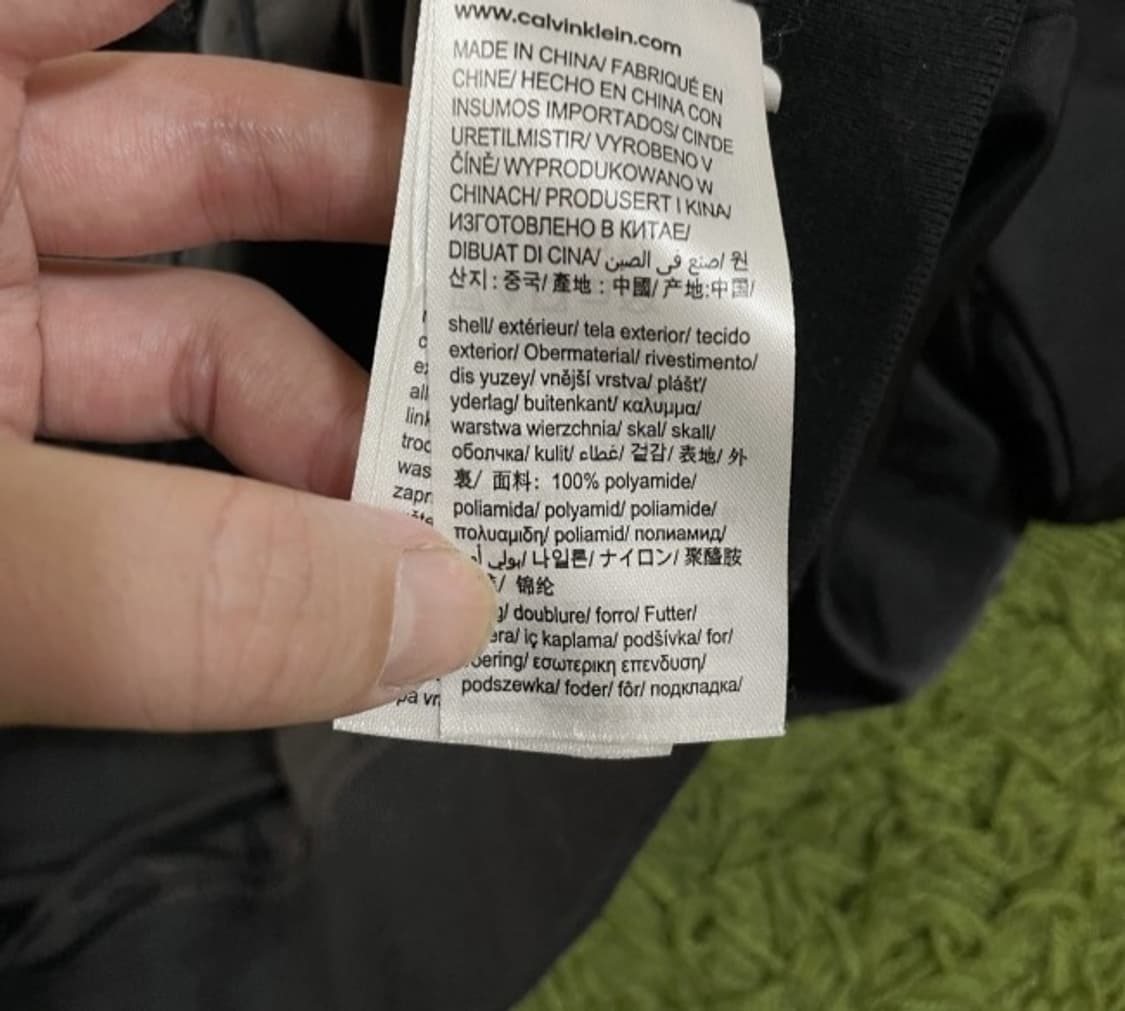 www.calvinklein.com
MADE IN CHINA/ FABRIQUÉ EN
CHINE/ HECHO EN CHINA CON
INSUMOS IMPORTADOS/ CIN'DE
URETILMISTIR/ VYROBENO V
ČÍNĚ/ WYPRODUKOWANO W
CHINACH/ PRODUSERT I KINA/
ИЗГОТОВЛЕНО В КИТАЕ/
DIBUAT DI CINA/ صنع في الصين/ 원
산지: 중국/ 產地: 中國/ 产地:中国/
shell/ extérieur/ tela exterior/ tecido
exterior/ Obermaterial/ rivestimento/
dis yuzey/ vnější vrstva/ plášť/
yderlag/ buitenkant/ καλυμμα/
warstwa wierzchnia/ skal/ skall/
оболчка/ kulit/ غطاء/ 겉감/ 表地/ 外
裏/ 面料: 100% polyamide/
poliamida/ polyamid/ poliamide/
πολυαμιδη/ poliamid/ полиамид/
بولي/ 나일론/ ナイロン/ 聚醯胺
/ 锦纶
doublure/ forro/ Futter/
iç kaplama/ podšívka/ for/
εσωτερικη επενδυση/
podszewka/ foder/ fôr/ подкладка/